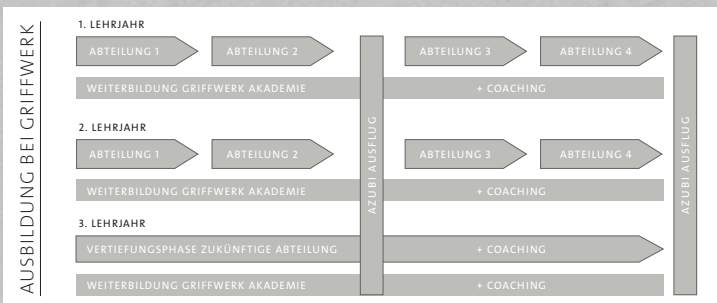 AUSBILDUNG BEI GRIFFWERK
1. LEHRJAHR
ABTEILUNG 1
ABTEILUNG 2
ABTEILUNG 3
ABTEILUNG 4
WEITERBILDUNG GRIFFWERK AKADEMIE
+ COACHING
2. LEHRJAHR
ABTEILUNG 1
ABTEILUNG 2
ABTEILUNG 3
ABTEILUNG 4
WEITERBILDUNG GRIFFWERK AKADEMIE
+ COACHING
3. LEHRJAHR
VERTIEFUNGSPHASE ZUKÜNFTIGE ABTEILUNG
+ COACHING
WEITERBILDUNG GRIFFWERK AKADEMIE
+ COACHING
AZUBI AUSFLUG
AZUBI AUSFLUG